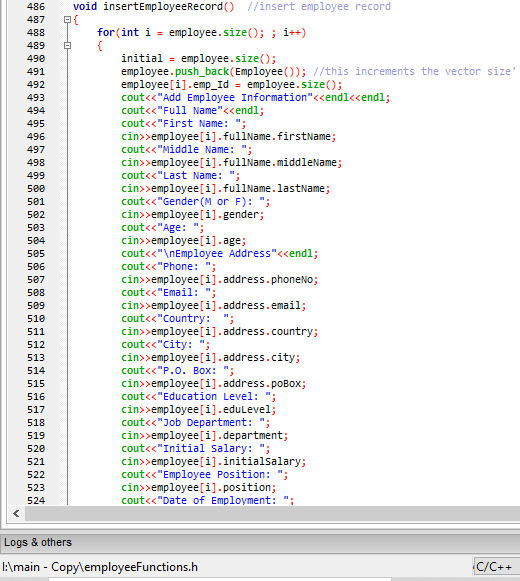 486 void insertEmployeeRecord() //insert employee record
487 {
488 for(int i = employee.size(); ; i++)
489 {
490 initial = employee.size();
491 employee.push_back(Employee()); //this increments the vector size'
492 employee[i].emp_Id = employee.size();
493 cout<<"Add Employee Information"<<endl<<endl;
494 cout<<"Full Name"<<endl;
495 cout<<"First Name: ";
496 cin>>employee[i].fullName.firstName;
497 cout<<"Middle Name: ";
498 cin>>employee[i].fullName.middleName;
499 cout<<"Last Name: ";
500 cin>>employee[i].fullName.lastName;
501 cout<<"Gender(M or F): ";
502 cin>>employee[i].gender;
503 cout<<"Age: ";
504 cin>>employee[i].age;
505 cout<<"\nEmployee Address"<<endl;
506 cout<<"Phone: ";
507 cin>>employee[i].address.phoneNo;
508 cout<<"Email: ";
509 cin>>employee[i].address.email;
510 cout<<"Country:  ";
511 cin>>employee[i].address.country;
512 cout<<"City: ";
513 cin>>employee[i].address.city;
514 cout<<"P.O. Box: ";
515 cin>>employee[i].address.poBox;
516 cout<<"Education Level: ";
517 cin>>employee[i].eduLevel;
518 cout<<"Job Department: ";
519 cin>>employee[i].department;
520 cout<<"Initial Salary: ";
521 cin>>employee[i].initialSalary;
522 cout<<"Employee Position: ";
523 cin>>employee[i].position;
524 cout<<"Date of Employment: ";
Logs & others
I:\main - Copy\employeeFunctions.h C/C++